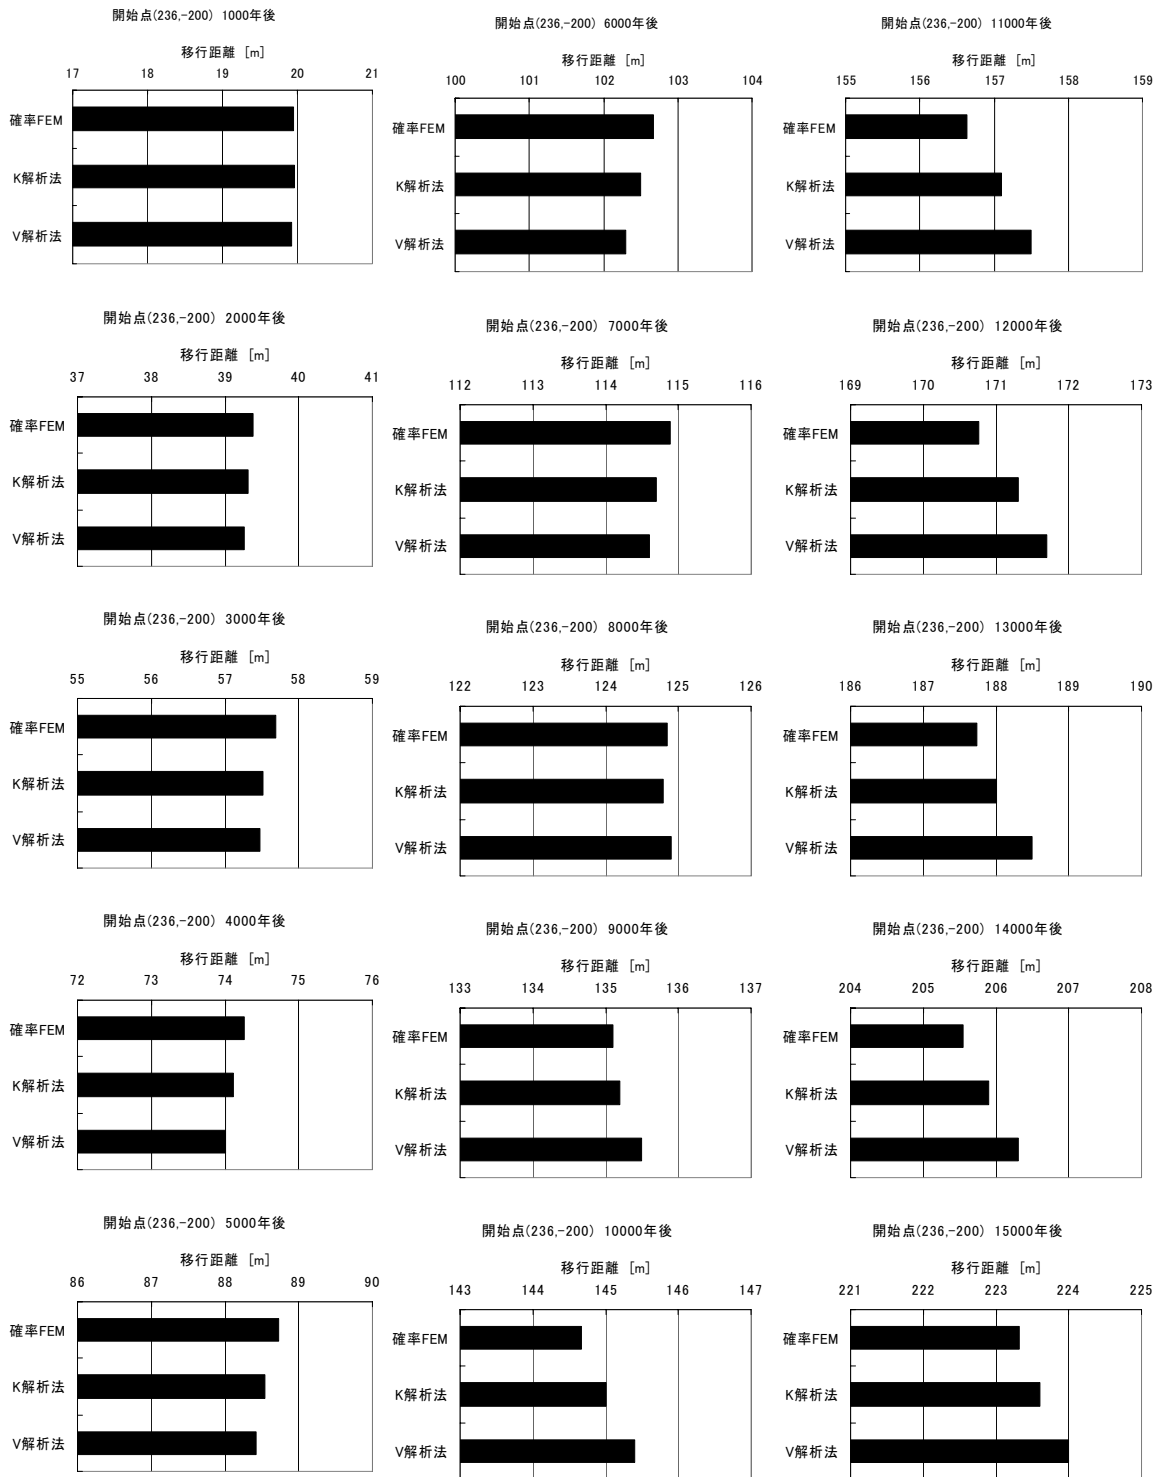 開始点(236,-200) 1000年後
移行距離 [m]
17 18 19 20 21
確率FEM
K解析法
V解析法
開始点(236,-200) 2000年後
移行距離 [m]
37 38 39 40 41
確率FEM
K解析法
V解析法
開始点(236,-200) 3000年後
移行距離 [m]
55 56 57 58 59
確率FEM
K解析法
V解析法
開始点(236,-200) 4000年後
移行距離 [m]
72 73 74 75 76
確率FEM
K解析法
V解析法
開始点(236,-200) 5000年後
移行距離 [m]
86 87 88 89 90
確率FEM
K解析法
V解析法
開始点(236,-200) 6000年後
移行距離 [m]
100 101 102 103 104
確率FEM
K解析法
V解析法
開始点(236,-200) 7000年後
移行距離 [m]
112 113 114 115 116
確率FEM
K解析法
V解析法
開始点(236,-200) 8000年後
移行距離 [m]
122 123 124 125 126
確率FEM
K解析法
V解析法
開始点(236,-200) 9000年後
移行距離 [m]
133 134 135 136 137
確率FEM
K解析法
V解析法
開始点(236,-200) 10000年後
移行距離 [m]
143 144 145 146 147
確率FEM
K解析法
V解析法
開始点(236,-200) 11000年後
移行距離 [m]
155 156 157 158 159
確率FEM
K解析法
V解析法
開始点(236,-200) 12000年後
移行距離 [m]
169 170 171 172 173
確率FEM
K解析法
V解析法
開始点(236,-200) 13000年後
移行距離 [m]
186 187 188 189 190
確率FEM
K解析法
V解析法
開始点(236,-200) 14000年後
移行距離 [m]
204 205 206 207 208
確率FEM
K解析法
V解析法
開始点(236,-200) 15000年後
移行距離 [m]
221 222 223 224 225
確率FEM
K解析法
V解析法